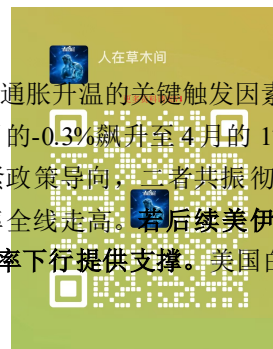 人在草木间
通胀升温的关键触发因素
的-0.3%飙升至4月的 1
政策导向，二者共振彻
全线走高。若后续美伊
率下行提供支撑。美国